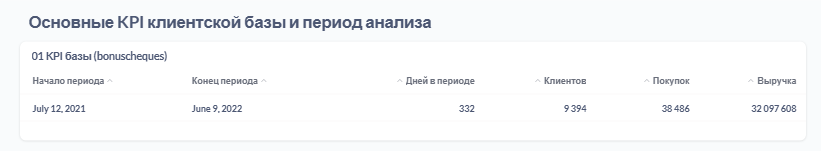 Основные KPI клиентской базы и период анализа
01 KPI базы (bonuscheques)
Начало периода Конец периода Дней в периоде Клиентов Покупок Выручка
July 12, 2021 June 9, 2022 332 9 394 38 486 32 097 608